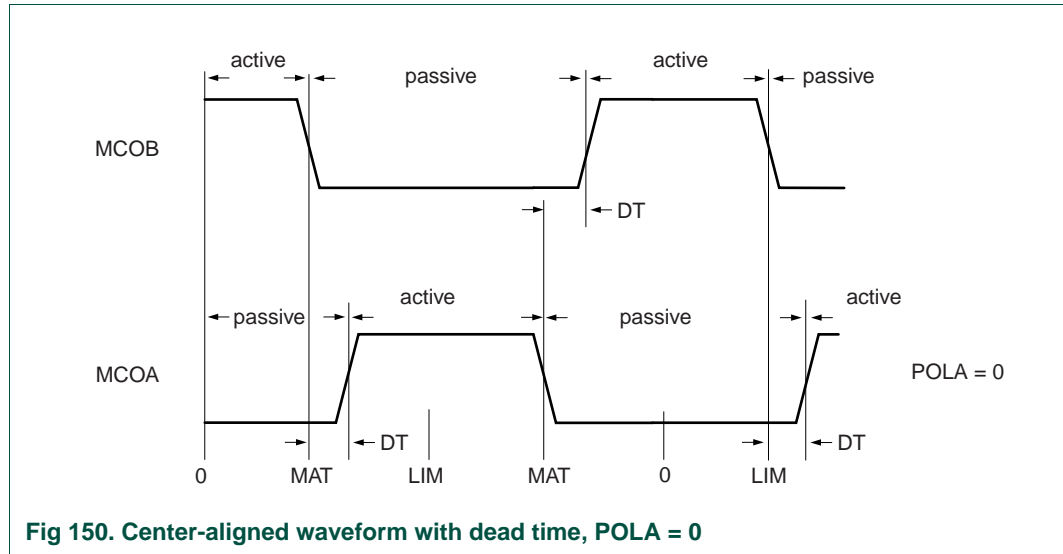 active
passive
active
passive
MCOB
DT
active
active
passive
passive
MCOA
POLA = 0
DT
DT
0
MAT
LIM
MAT
0
LIM
Fig 150. Center-aligned waveform with dead time, POLA = 0